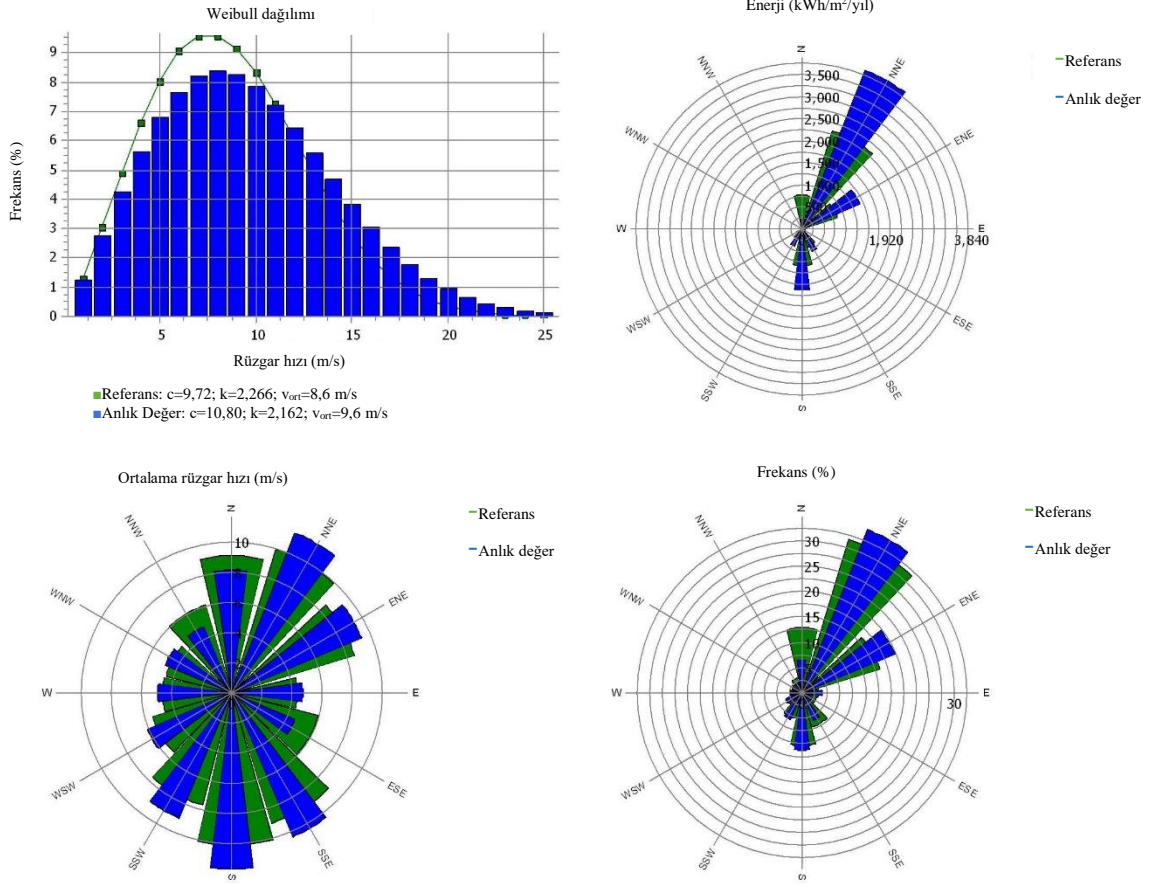 Weibull dağılımı
Frekans (%)
9
8
7
6
5
4
3
2
1
0
5
10
15
20
25
Rüzgar hızı (m/s)
Referans: c=9,72; k=2,266; vort=8,6 m/s
Anlık Değer: c=10,80; k=2,162; vort=9,6 m/s
Enerji (kWh/m²/yıl)
N
NNE
ENE
E
ESE
SSE
S
SSW
WSW
W
WNW
NNW
3,500
3,000
2,500
2,000
1,920
3,840
Referans
Anlık değer
Ortalama rüzgar hızı (m/s)
N
NNE
ENE
E
ESE
SSE
S
SSW
WSW
W
WNW
NNW
10
Referans
Anlık değer
Frekans (%)
N
NNE
ENE
E
ESE
SSE
S
SSW
WSW
W
WNW
NNW
30
25
20
15
10
30
Referans
Anlık değer